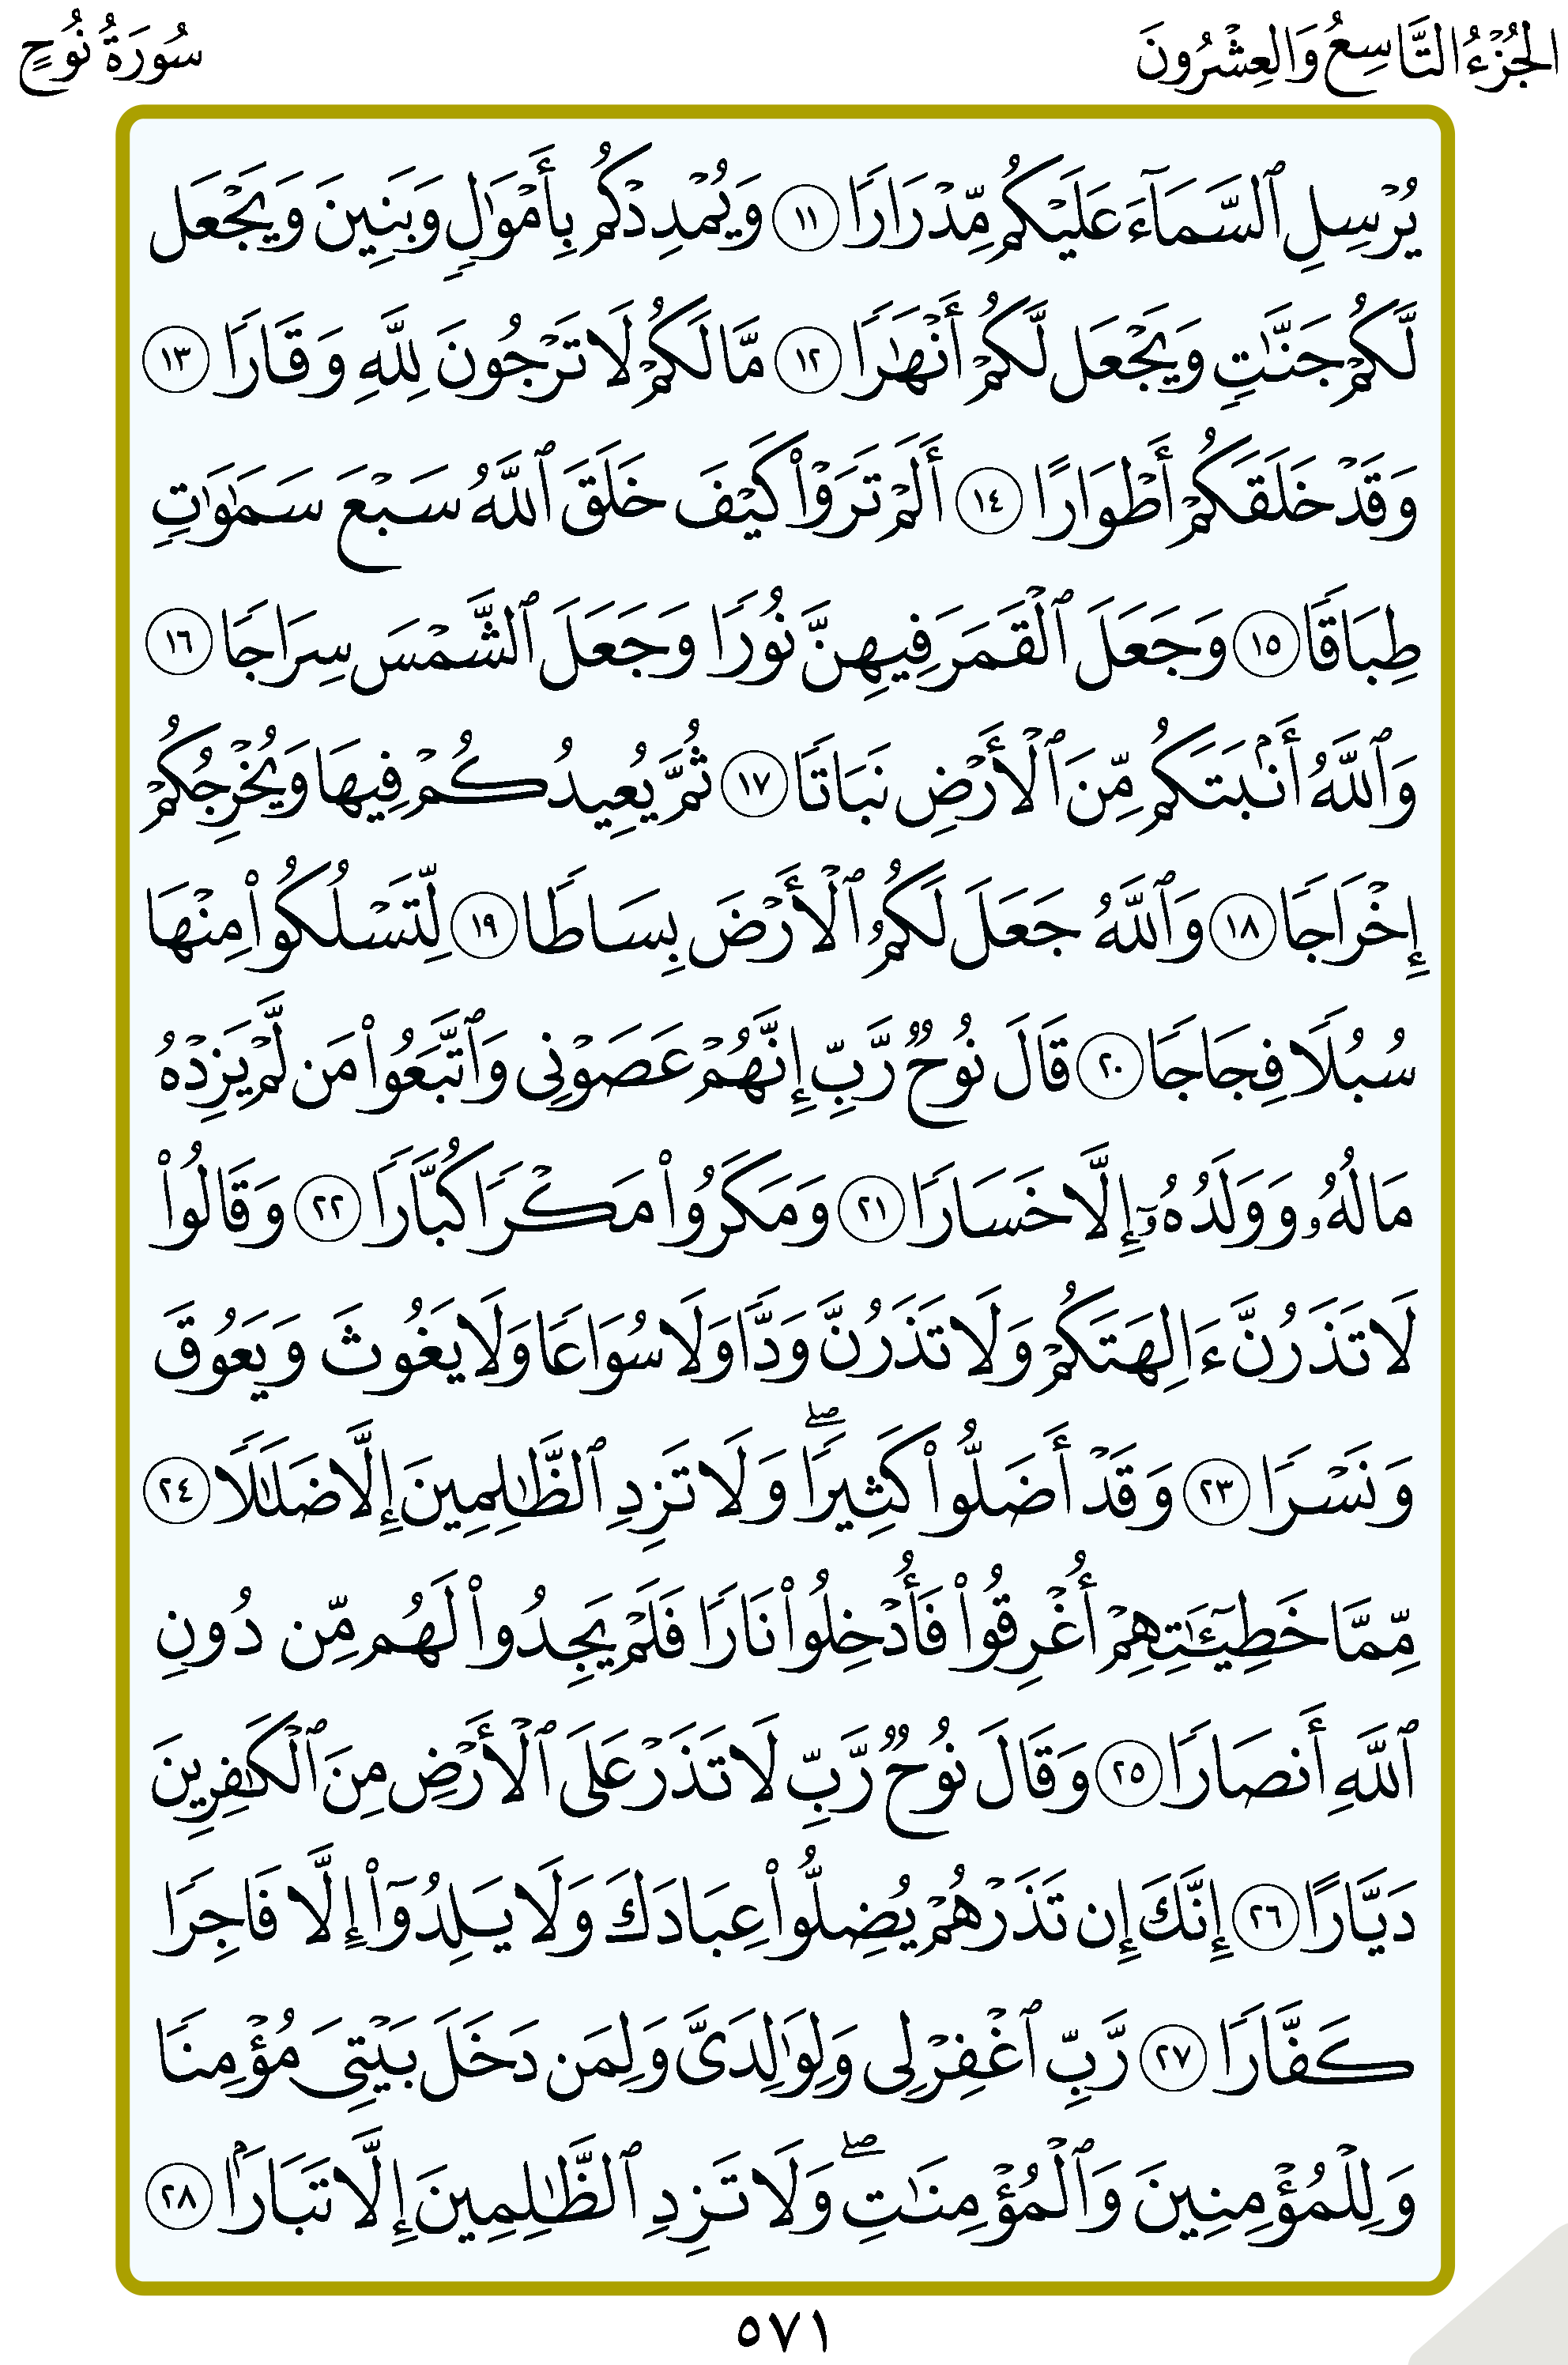 الجُزْءُ التَّاسِعُ وَالعِشْرُونَ
سُورَةُ نُوحٍ
يُرْسِلِ ٱلسَّمَآءَ عَلَيْكُم مِّدْرَارًا ١١ وَيُمْدِدْكُم بِأَمْوَٰلٍ وَبَنِينَ وَيَجْعَل
لَّكُمْ جَنَّٰتٍ وَيَجْعَل لَّكُمْ أَنْهَٰرًا ١٢ مَّا لَكُمْ لَا تَرْجُونَ لِلَّهِ وَقَارًا ١٣
وَقَدْ خَلَقَكُمْ أَطْوَارًا ١٤ أَلَمْ تَرَوْا۟ كَيْفَ خَلَقَ ٱللَّهُ سَبْعَ سَمَٰوَٰتٍ
طِبَاقًا ١٥ وَجَعَلَ ٱلْقَمَرَ فِيهِنَّ نُورًا وَجَعَلَ ٱلشَّمْسَ سِرَاجًا ١٦
وَٱللَّهُ أَنۢبَتَكُم مِّنَ ٱلْأَرْضِ نَبَاتًا ١٧ ثُمَّ يُعِيدُكُمْ فِيهَا وَيُخْرِجُكُمْ
إِخْرَاجًا ١٨ وَٱللَّهُ جَعَلَ لَكُمُ ٱلْأَرْضَ بِسَاطًا ١٩ لِّتَسْلُكُوا۟ مِنْهَا
سُبُلًا فِجَاجًا ٢٠ قَالَ نُوحٌ رَّبِّ إِنَّهُمْ عَصَوْنِى وَٱتَّبَعُوا۟ مَن لَّمْ يَزِدْهُ
مَالُهُۥ وَوَلَدُهُۥٓ إِلَّا خَسَارًا ٢١ وَمَكَرُوا۟ مَكْرًا كُبَّارًا ٢٢ وَقَالُوا۟
لَا تَذَرُنَّ ءَالِهَتَكُمْ وَلَا تَذَرُنَّ وَدًّا وَلَا سُوَاعًا وَلَا يَغُوثَ وَيَعُوقَ
وَنَسْرًا ٢٣ وَقَدْ أَضَلُّوا۟ كَثِيرًا ۖ وَلَا تَزِدِ ٱلظَّٰلِمِينَ إِلَّا ضَلَٰلًا ٢٤
مِّمَّا خَطِيٓـَٰٔتِهِمْ أُغْرِقُوا۟ فَأُدْخِلُوا۟ نَارًا فَلَمْ يَجِدُوا۟ لَهُم مِّن دُونِ
ٱللَّهِ أَنصَارًا ٢٥ وَقَالَ نُوحٌ رَّبِّ لَا تَذَرْ عَلَى ٱلْأَرْضِ مِنَ ٱلْكَٰفِرِينَ
دَيَّارًا ٢٦ إِنَّكَ إِن تَذَرْهُمْ يُضِلُّوا۟ عِبَادَكَ وَلَا يَلِدُوٓا۟ إِلَّا فَاجِرًا
كَفَّارًا ٢٧ رَّبِّ ٱغْفِرْ لِى وَلِوَٰلِدَىَّ وَلِمَن دَخَلَ بَيْتِىَ مُؤْمِنًا
وَلِلْمُؤْمِنِينَ وَٱلْمُؤْمِنَٰتِ ۖ وَلَا تَزِدِ ٱلظَّٰلِمِينَ إِلَّا تَبَارًۢا ٢٨
٥٧١